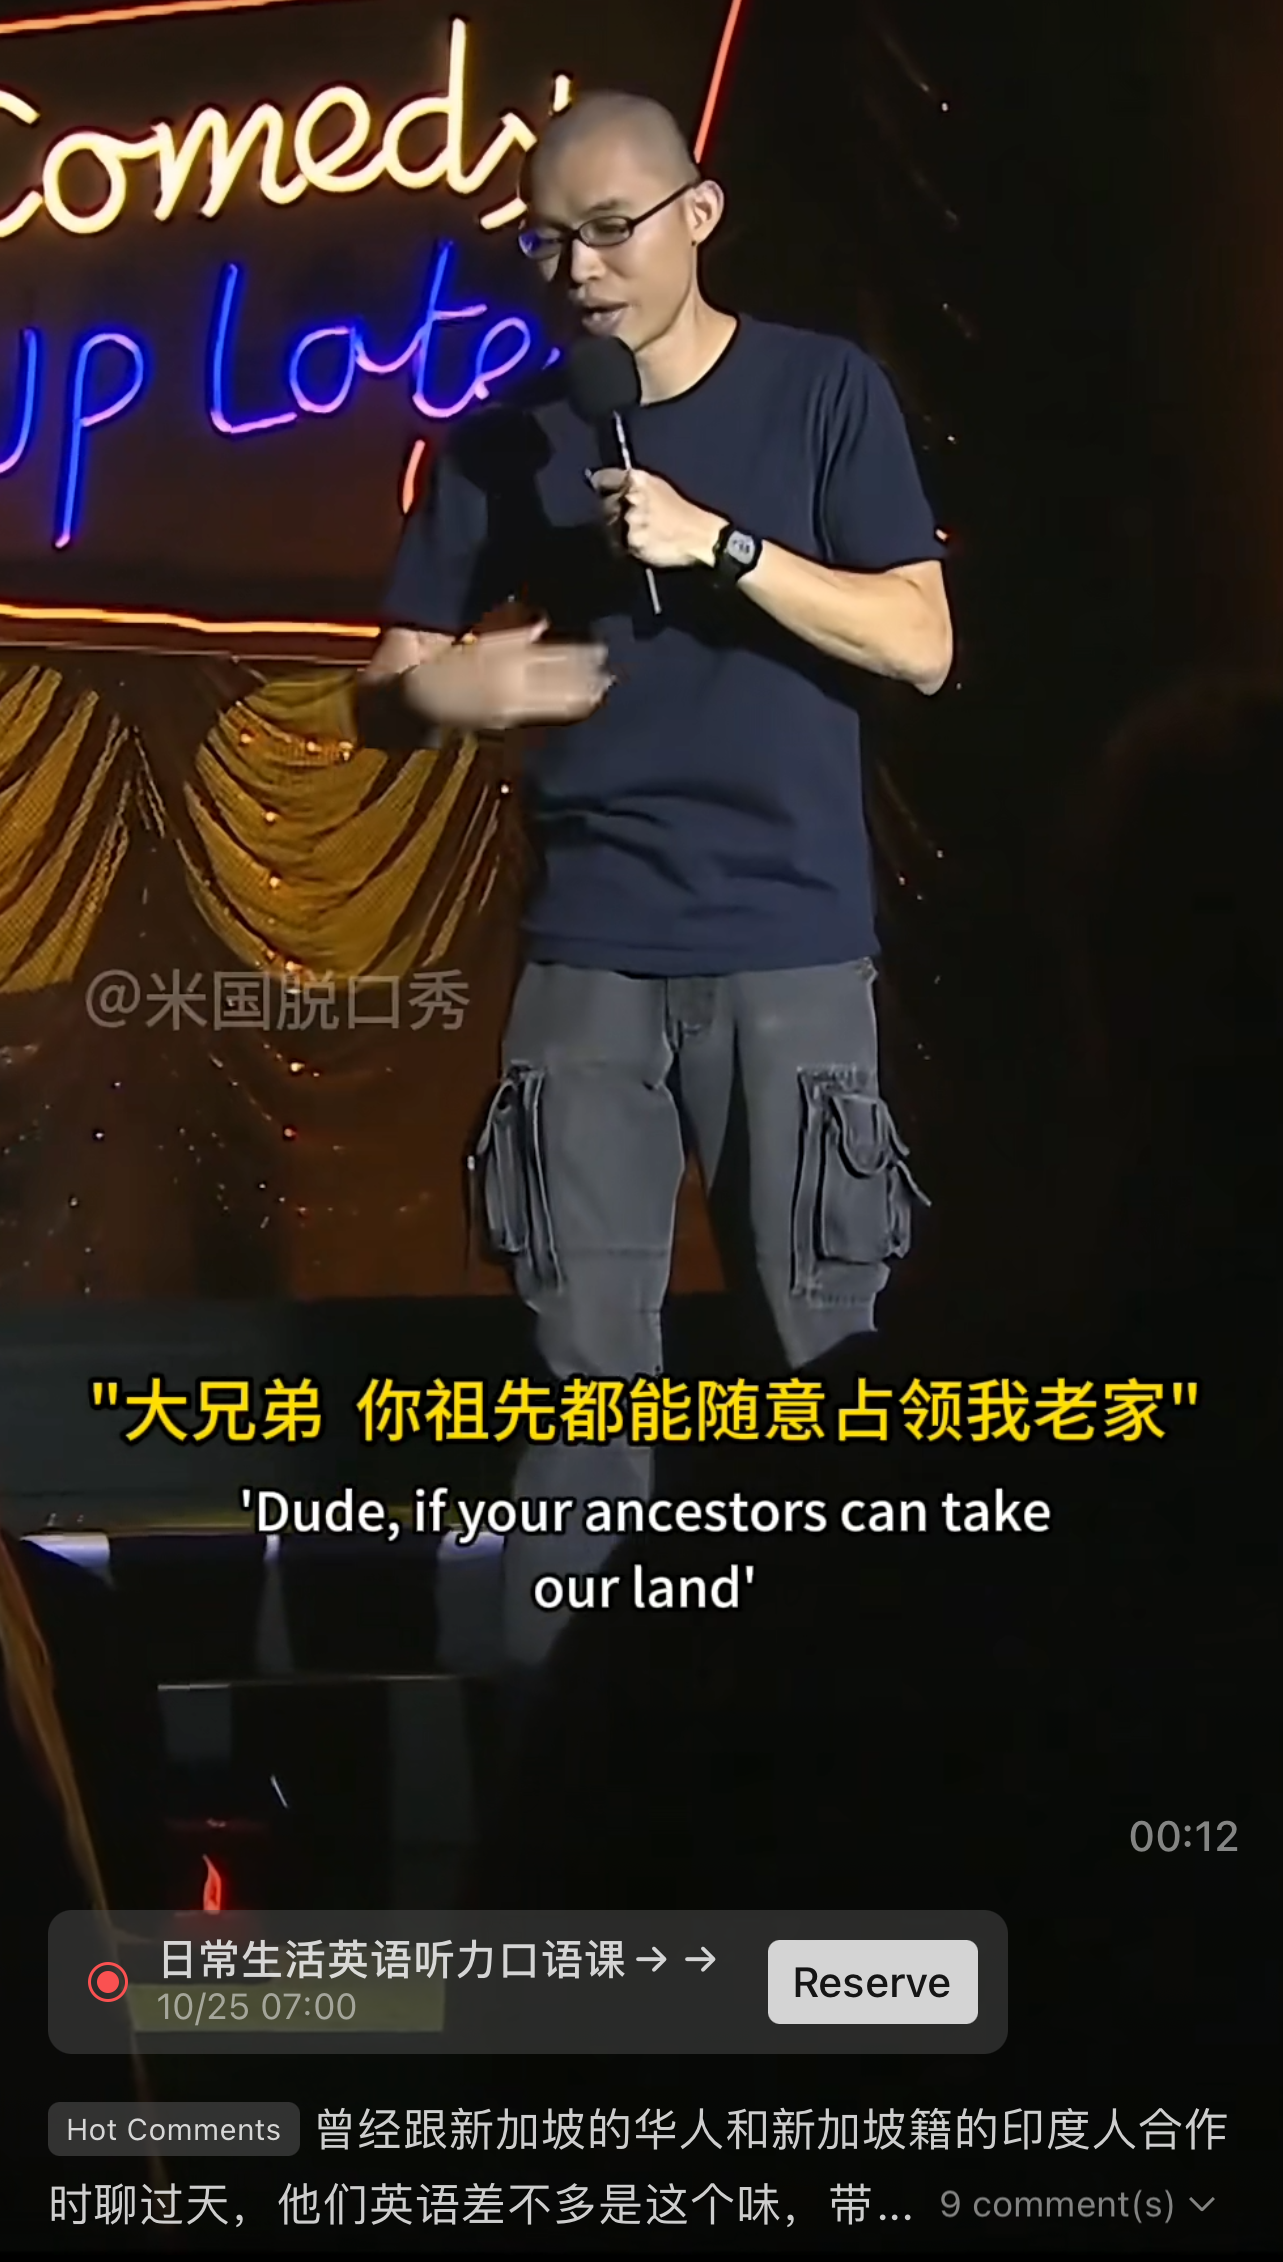 Comedy
up Late
@米国脱口秀
"大兄弟 你祖先都能随意占领我老家"
'Dude, if your ancestors can take
our land'
00:12
日常生活英语听力口语课→ →
10/25 07:00
Reserve
Hot Comments 曾经跟新加坡的华人和新加坡籍的印度人合作
时聊过天，他们英语差不多是这个味，带... 9 comment(s)